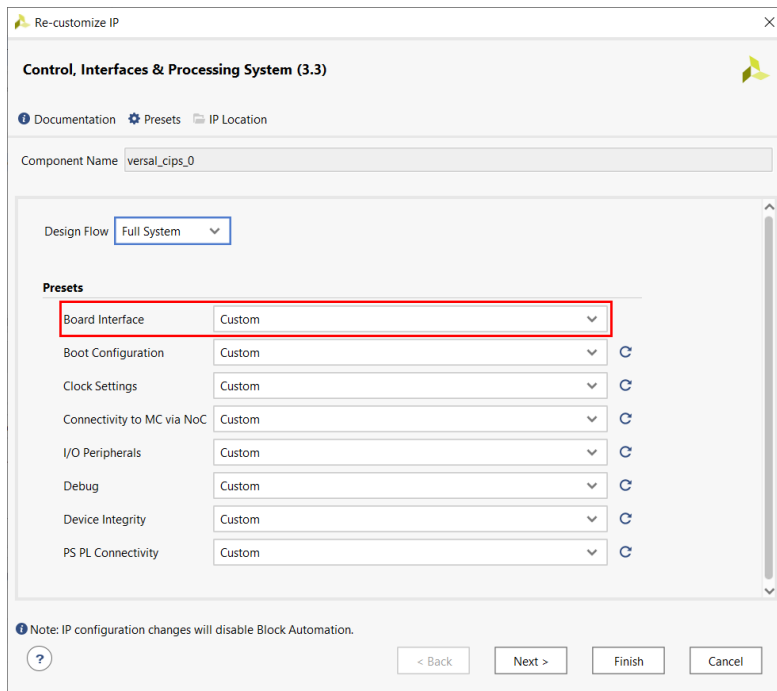 Re-customize IP
Control, Interfaces & Processing System (3.3)
Documentation Presets IP Location
Component Name versal_cips_0
Design Flow Full System
Presets
Board Interface Custom
Boot Configuration Custom
Clock Settings Custom
Connectivity to MC via NoC Custom
I/O Peripherals Custom
Debug Custom
Device Integrity Custom
PS PL Connectivity Custom
Note: IP configuration changes will disable Block Automation.
? < Back Next > Finish Cancel